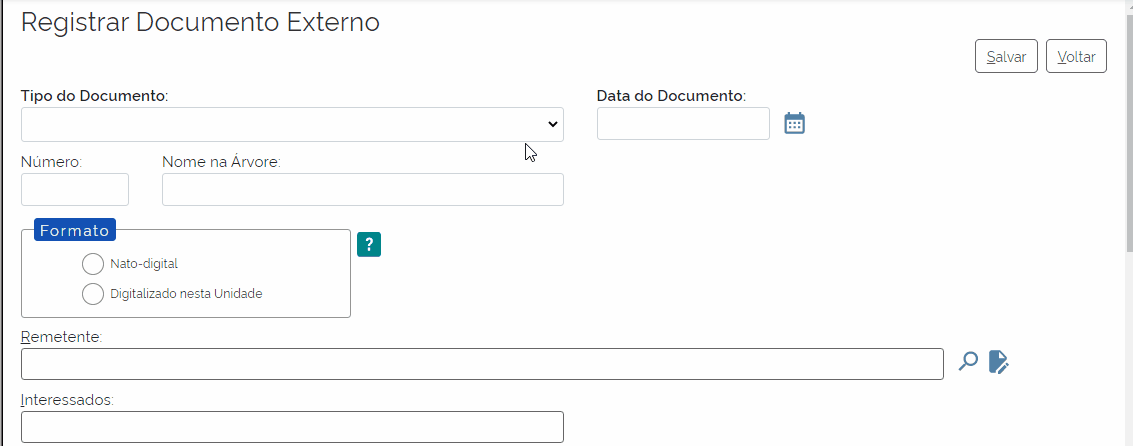 Registrar Documento Externo
Salvar Voltar
Tipo do Documento: Data do Documento:
Número: Nome na Árvore:
Formato
?
Nato-digital
Digitalizado nesta Unidade
Remetente:
Interessados: